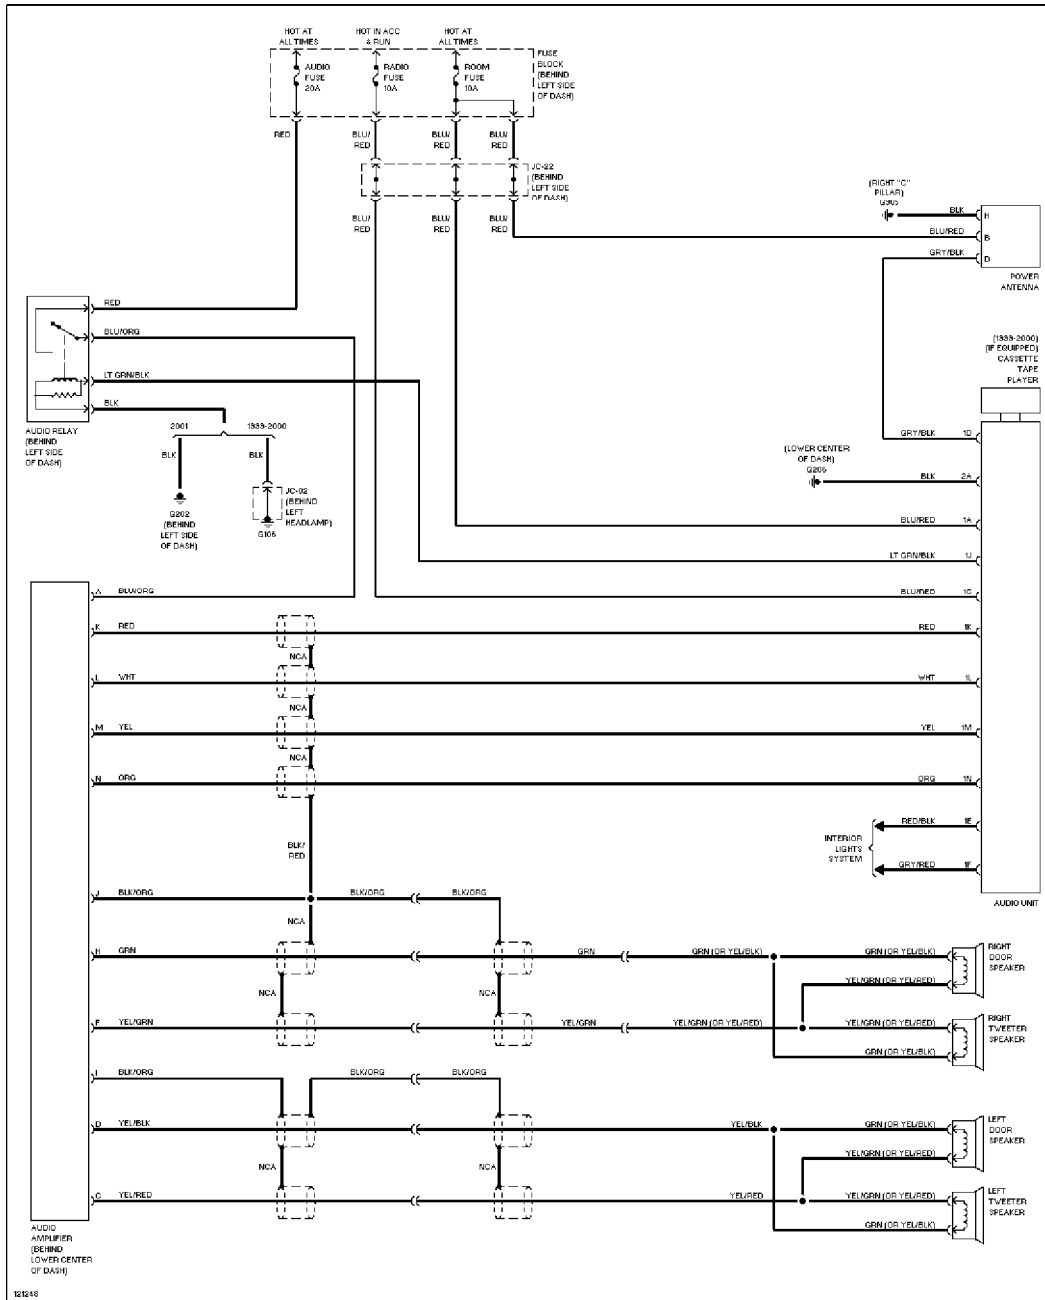 HOT AT
ALL TIMES
HOT IN ACC
& RUN
HOT AT
ALL TIMES
AUDIO
FUSE
20A
RADIO
FUSE
10A
ROOM
FUSE
10A
FUSE
BLOCK
(BEHIND
LEFT SIDE
OF DASH)
RED
BLU/
RED
BLU/
RED
BLU/
RED
JC-22
(BEHIND
LEFT SIDE
OF DASH)
BLU/
RED
BLU/
RED
BLU/
RED
(RIGHT "C"
PILLAR)
G905
BLK H
BLU/RED B
GRY/BLK D
POWER
ANTENNA
RED
BLU/ORG
LT GRN/BLK
BLK
AUDIO RELAY
(BEHIND
LEFT SIDE
OF DASH)
2001
1999-2000
BLK
BLK
G202
(BEHIND
LEFT SIDE
OF DASH)
JC-02
(BEHIND
LEFT
HEADLAMP)
G106
(1999-2000)
(IF EQUIPPED)
CASSETTE
TAPE
PLAYER
GRY/BLK 1D
(LOWER CENTER
OF DASH)
G206
BLK 2A
BLU/RED 1A
LT GRN/BLK 1J
A BLU/ORG
BLU/RED 1C
K RED
RED 1K
NCA
L WHT
WHT 1L
NCA
M YEL
YEL 1M
NCA
N ORG
ORG 1N
RED/BLK 1E
INTERIOR
LIGHTS
SYSTEM
GRY/RED 1F
AUDIO UNIT
BLK/
RED
J BLK/ORG
BLK/ORG
BLK/ORG
NCA
H GRN
GRN
GRN (OR YEL/BLK)
GRN (OR YEL/BLK)
RIGHT
DOOR
SPEAKER
NCA
NCA
YEL/GRN (OR YEL/RED)
F YEL/GRN
YEL/GRN
YEL/GRN (OR YEL/RED)
YEL/GRN (OR YEL/RED)
RIGHT
TWEETER
SPEAKER
GRN (OR YEL/BLK)
I BLK/ORG
BLK/ORG
BLK/ORG
D YEL/BLK
YEL/BLK
GRN (OR YEL/BLK)
LEFT
DOOR
SPEAKER
NCA
NCA
YEL/GRN (OR YEL/RED)
C YEL/RED
YEL/RED
YEL/GRN (OR YEL/RED)
LEFT
TWEETER
SPEAKER
GRN (OR YEL/BLK)
AUDIO
AMPLIFIER
(BEHIND
LOWER CENTER
OF DASH)
121248